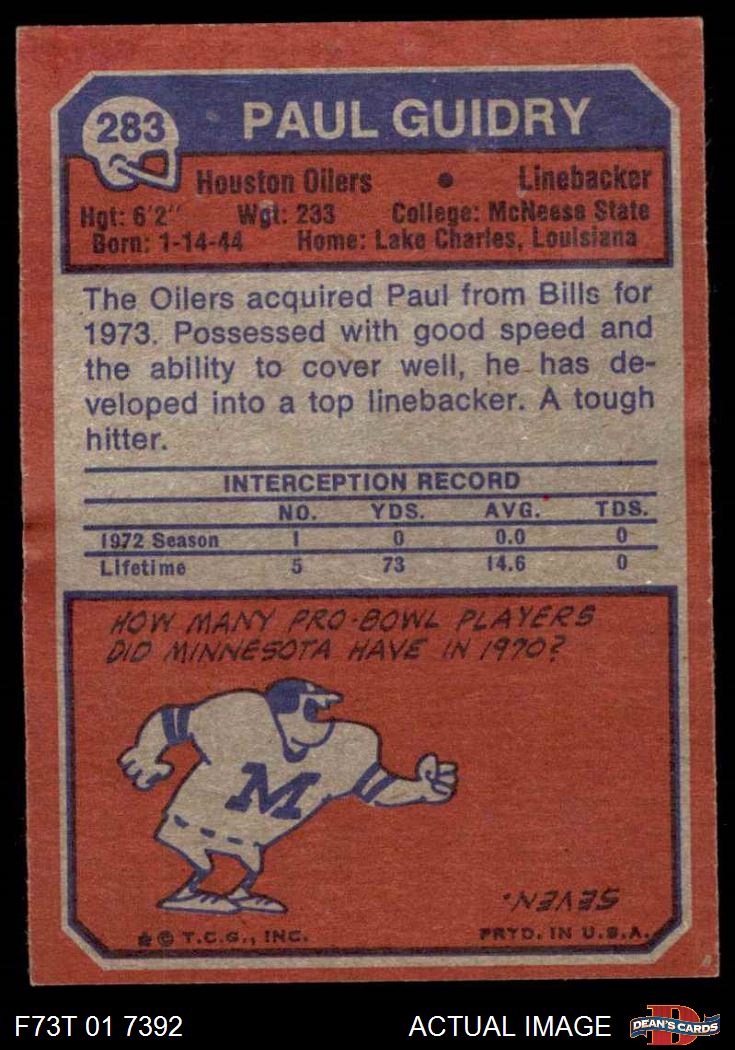 283
PAUL GUIDRY
Houston Oilers • Linebacker
Hgt: 6'2" Wgt: 233 College: McNeese State
Born: 1-14-44 Home: Lake Charles, Louisiana
The Oilers acquired Paul from Bills for
1973. Possessed with good speed and
the ability to cover well, he has de-
veloped into a top linebacker. A tough
hitter.
INTERCEPTION RECORD
NO. YDS. AVG. TDS.
1972 Season 1 0 0.0 0
Lifetime 5 73 14.6 0
HOW MANY PRO-BOWL PLAYERS
DID MINNESOTA HAVE IN 1970?
M
SEVEN.
✱ © T.C.G., INC. PRTD. IN U.S.A.
F73T 01 7392 ACTUAL IMAGE D DEAN'S CARDS